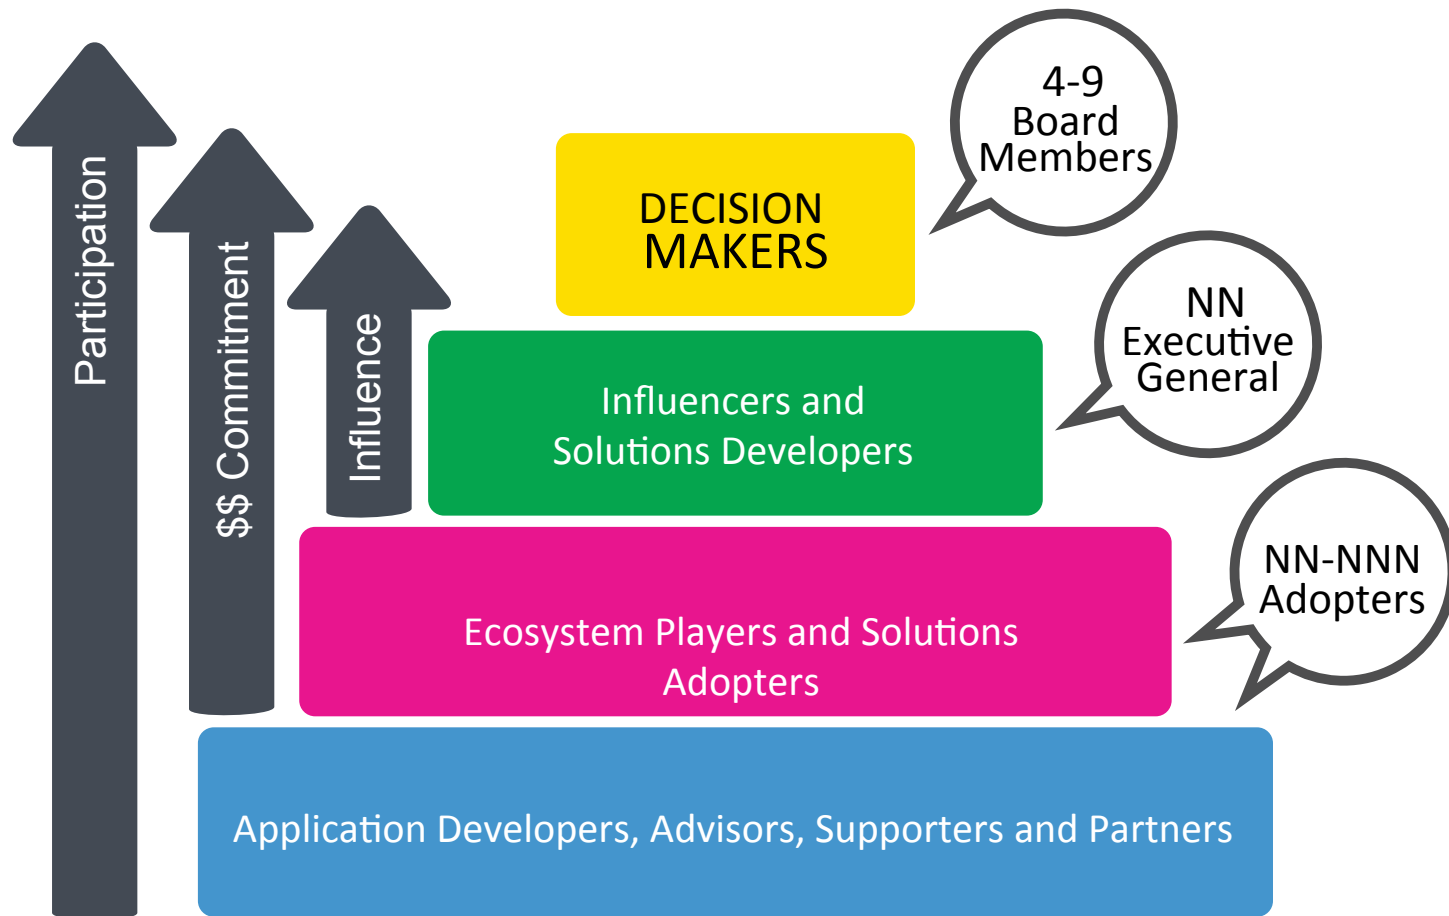 Participation
$$ Commitment
Influence
DECISION
MAKERS
4-9
Board
Members
Influencers and
Solutions Developers
NN
Executive
General
Ecosystem Players and Solutions
Adopters
NN-NNN
Adopters
Application Developers, Advisors, Supporters and Partners